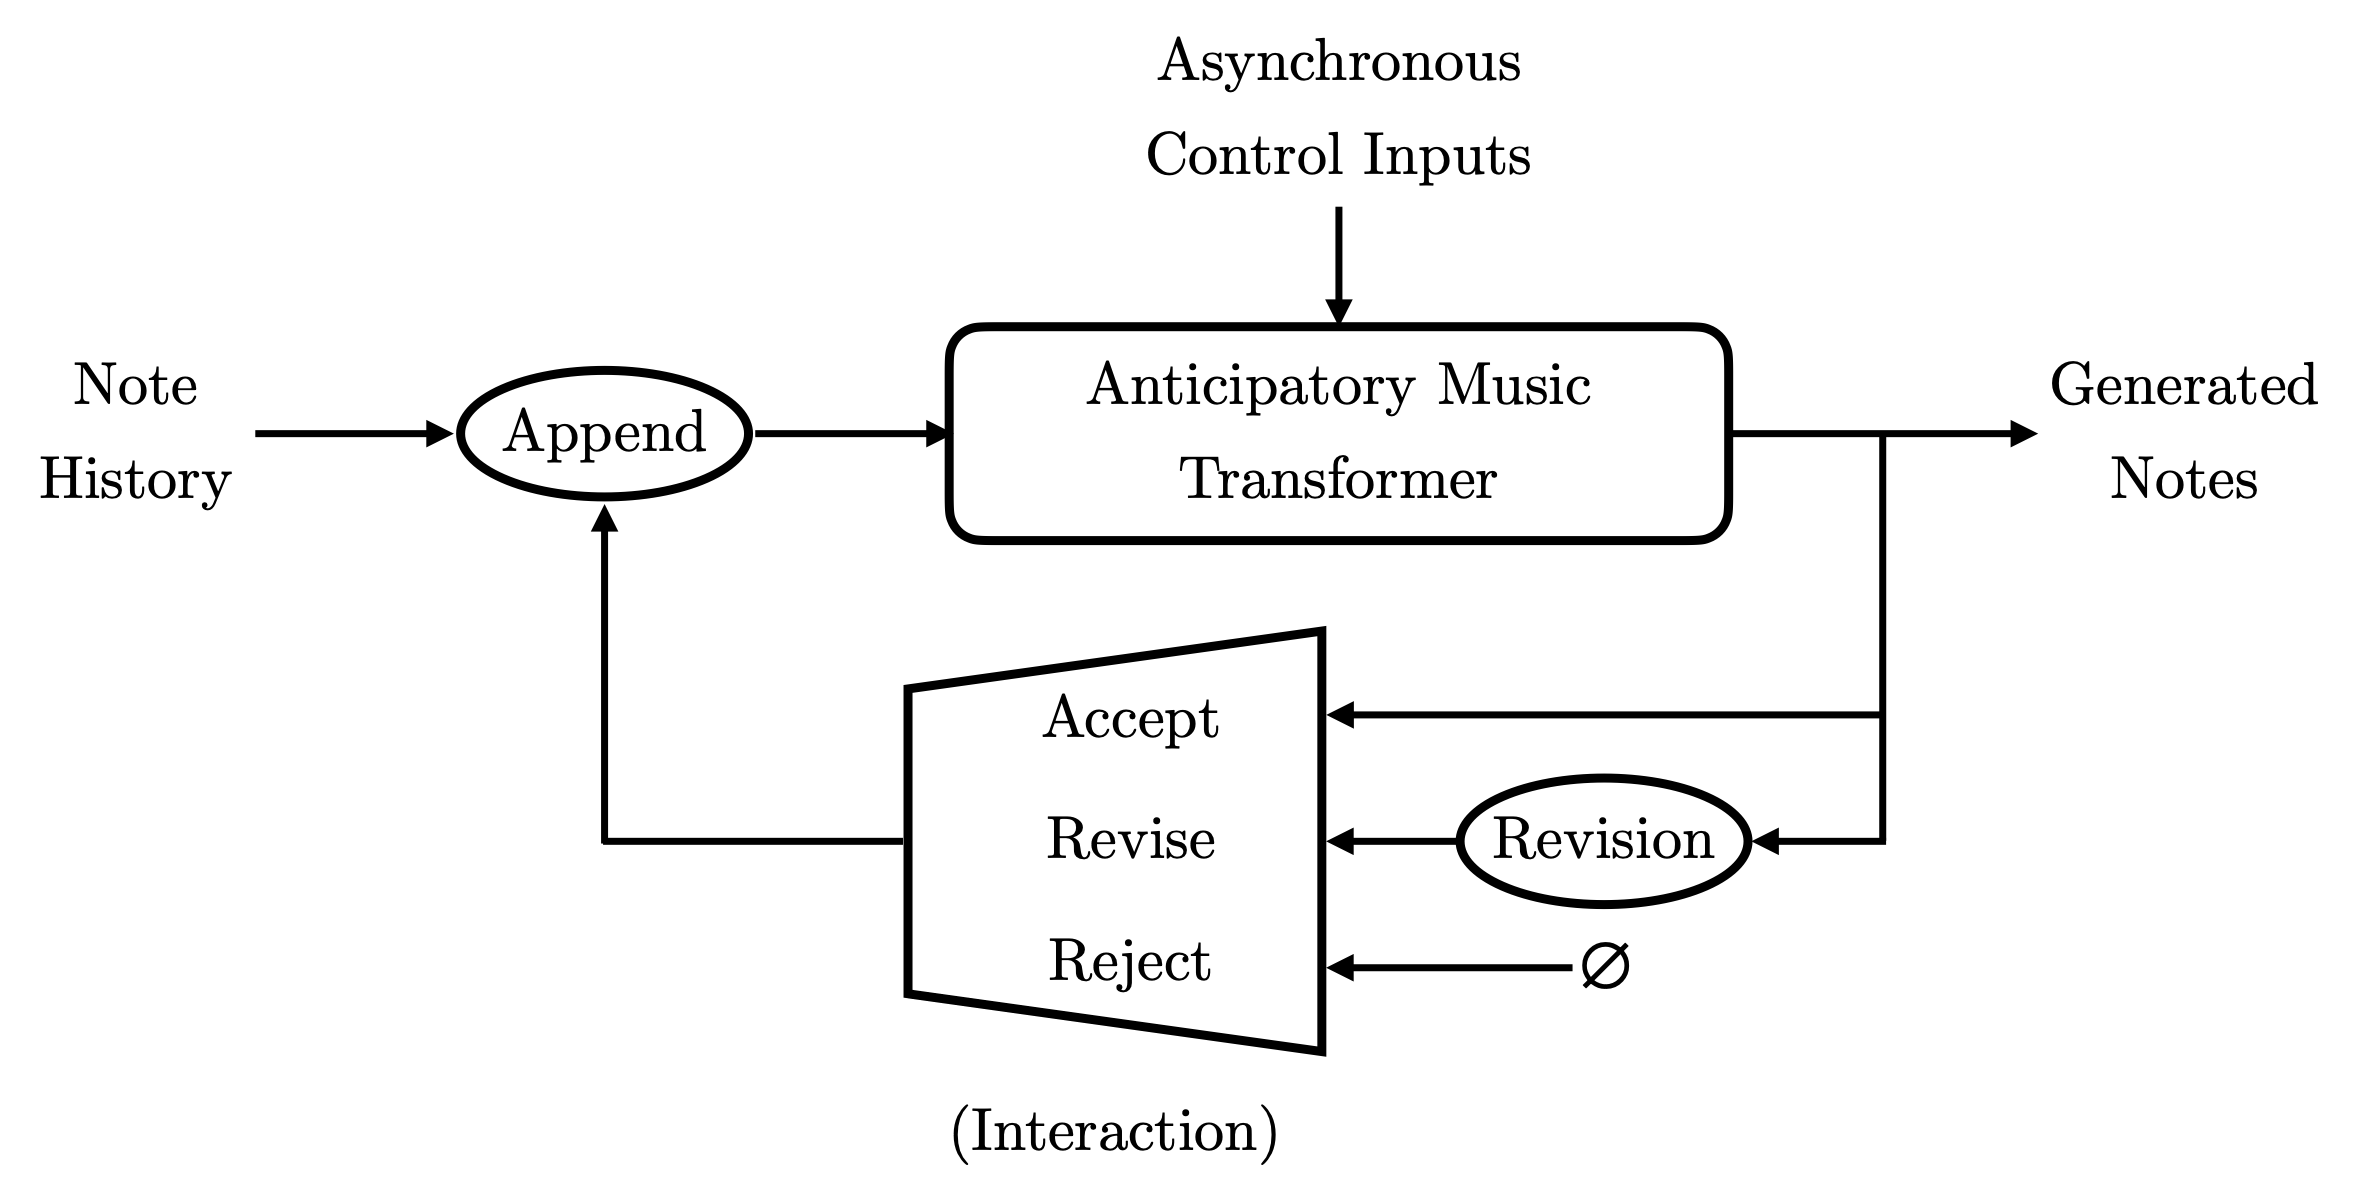 Asynchronous
Control Inputs
Note
History
Append
Anticipatory Music
Transformer
Generated
Notes
Accept
Revise
Reject
Revision
∅
(Interaction)